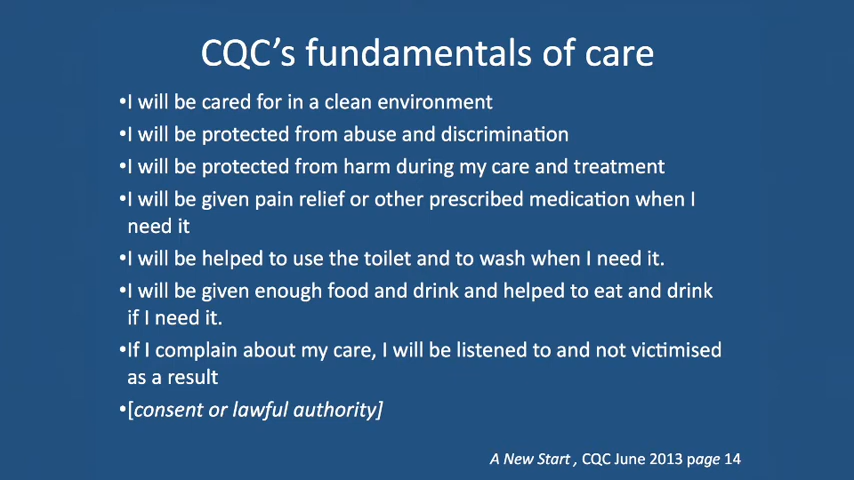 CQC’s fundamentals of care
•I will be cared for in a clean environment
•I will be protected from abuse and discrimination
•I will be protected from harm during my care and treatment
•I will be given pain relief or other prescribed medication when I
need it
•I will be helped to use the toilet and to wash when I need it.
•I will be given enough food and drink and helped to eat and drink
if I need it.
•If I complain about my care, I will be listened to and not victimised
as a result
•[consent or lawful authority]
A New Start , CQC June 2013 page 14